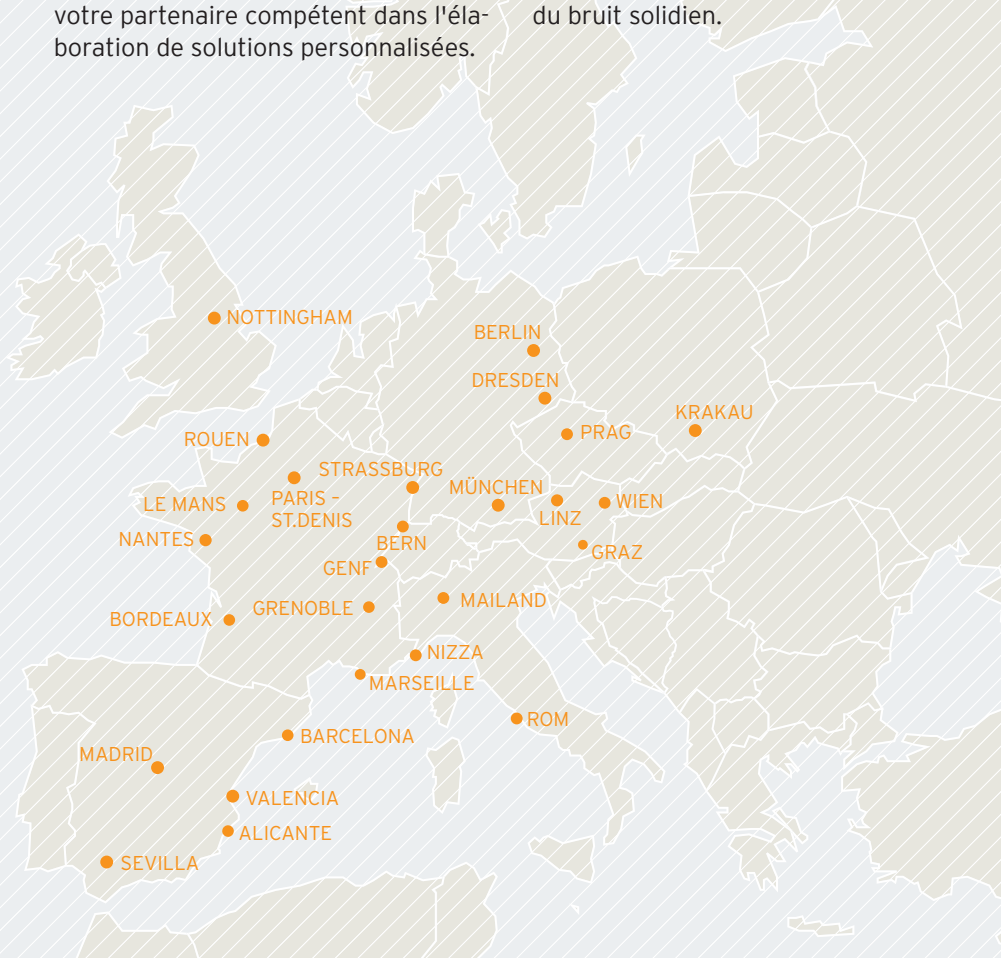 votre partenaire compétent dans l'éla-
boration de solutions personnalisées.
du bruit solidien.
NOTTINGHAM
BERLIN
DRESDEN
KRAKAU
PRAG
ROUEN
STRASSBURG
MÜNCHEN
LE MANS
PARIS –
ST.DENIS
WIEN
LINZ
NANTES
BERN
GRAZ
GENF
MAILAND
GRENOBLE
BORDEAUX
NIZZA
MARSEILLE
ROM
BARCELONA
MADRID
VALENCIA
ALICANTE
SEVILLA